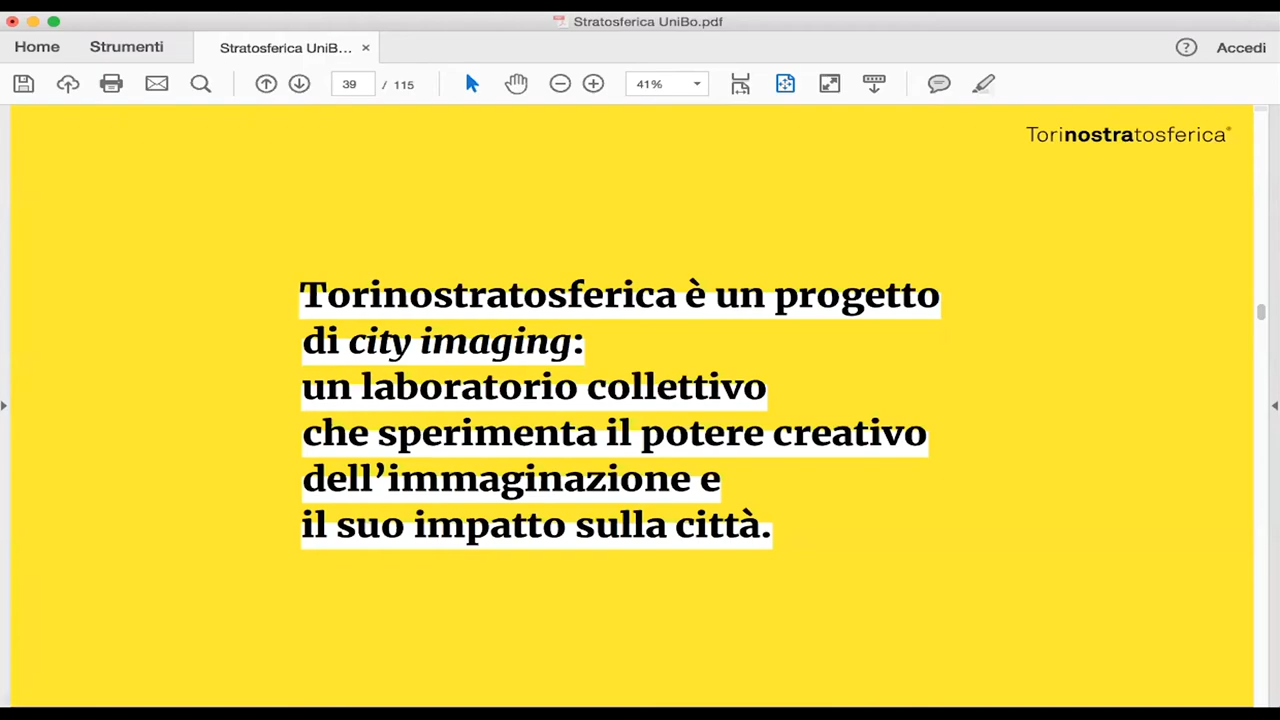 Stratosferica UniBo.pdf
Home Strumenti Stratosferica UniB... × ? Accedi
39 / 115 41%
Torinostratosferica®
Torinostratosferica è un progetto
di city imaging:
un laboratorio collettivo
che sperimenta il potere creativo
dell’immaginazione e
il suo impatto sulla città.